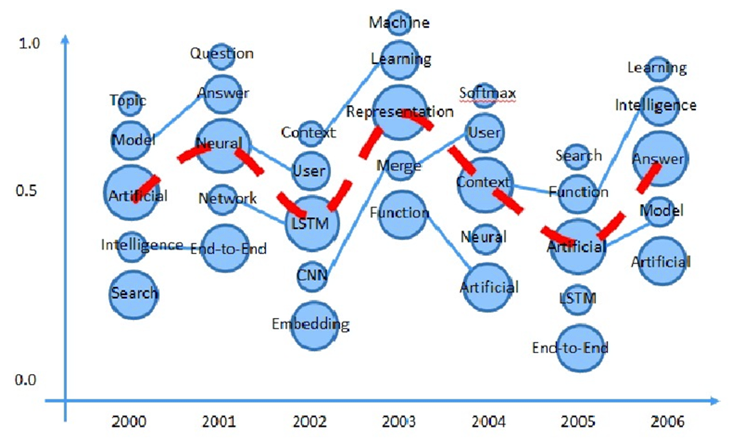 1.0
0.5
0.0
Topic
Model
Artificial
Intelligence
Search
Question
Answer
Neural
Network
End-to-End
Context
User
LSTM
CNN
Embedding
Machine
Learning
Representation
Merge
Function
Softmax
User
Context
Neural
Artificial
Search
Function
Artificial
LSTM
End-to-End
Learning
Intelligence
Answer
Model
Artificial
2000 2001 2002 2003 2004 2005 2006